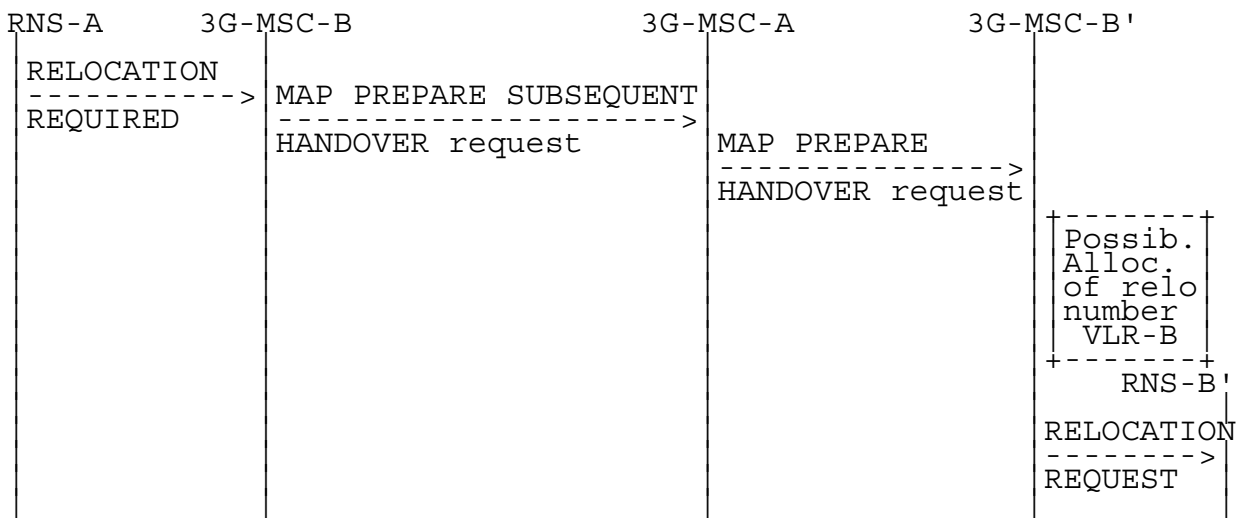 RNS-A 3G-MSC-B 3G-MSC-A 3G-MSC-B'
RELOCATION
REQUIRED
MAP PREPARE SUBSEQUENT
HANDOVER request
MAP PREPARE
HANDOVER request
Possib.
Alloc.
of relo
number
VLR-B
RNS-B'
RELOCATION
REQUEST